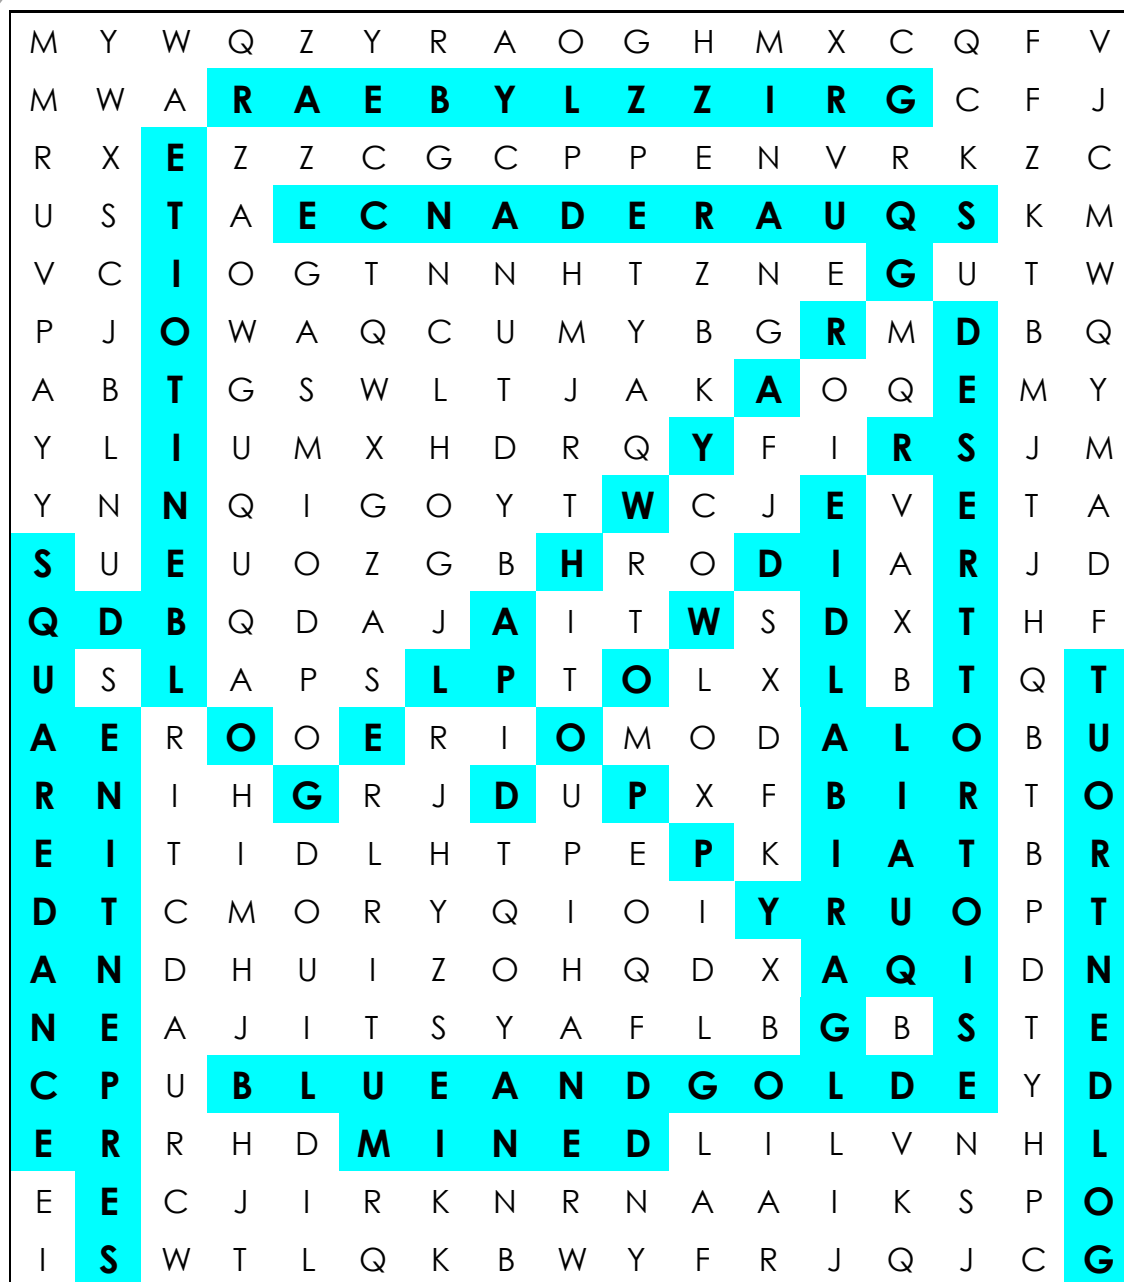 M Y W Q Z Y R A O G H M X C Q F V
M W A R A E B Y L Z Z I R G C F J
R X E Z Z C G C P P E N V R K Z C
U S T A E C N A D E R A U Q S K M
V C I O G T N N H T Z N E G U T W
P J O W A Q C U M Y B G R M D B Q
A B T G S W L T J A K A O Q E M Y
Y L I U M X H D R Q Y F I R S J M
Y N N Q I G O Y T W C J E V E T A
S U E U O Z G B H R O D I A R J D
Q D B Q D A J A I T W S D X T H F
U S L A P S L P T O L X L B T Q T
A E R O O E R I O M O D A L O B U
R N I H G R J D U P X F B I R T O
E I T I D L H T P E P K I A T B R
D T C M O R Y Q I O I Y R U O P T
A N D H U I Z O H Q D X A Q I D N
N E A J I T S Y A F L B G B S T E
C P U B L U E A N D G O L D E Y D
E R R H D M I N E D L I L V N H L
E E C J I R K N R N A A I K S P O
I S W T L Q K B W Y F R J Q J C G